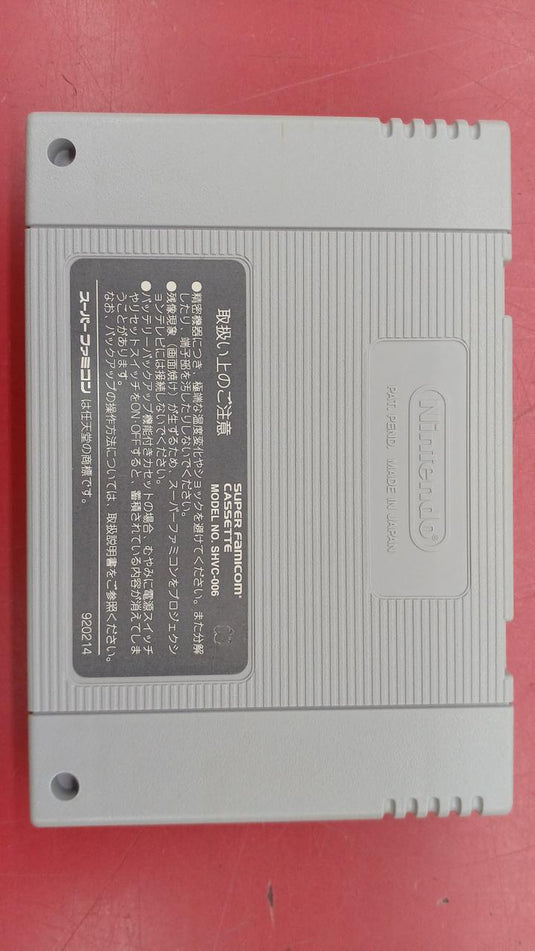 Nintendo®
PAT. PEND. MADE IN JAPAN
SUPER FAMICOM
CASSETTE
MODEL NO. SHVC-006
取扱い上のご注意
●精密機器につき、極端な温度変化やショックを避けてください。また分解
したり、端子部を汚したりしないでください。
●残像現象（画面焼け）が生ずるため、スーパーファミコンをプロジェクシ
ョンテレビには接続しないでください。
●バッテリーバックアップ機能付きカセットの場合、むやみに電源スイッチ
やリセットスイッチをON/OFFすると、蓄積されている内容が消えてしま
うことがあります。
なお、バックアップの操作方法については、取扱説明書をご参照ください。
スーパーファミコンは任天堂の商標です。
920214